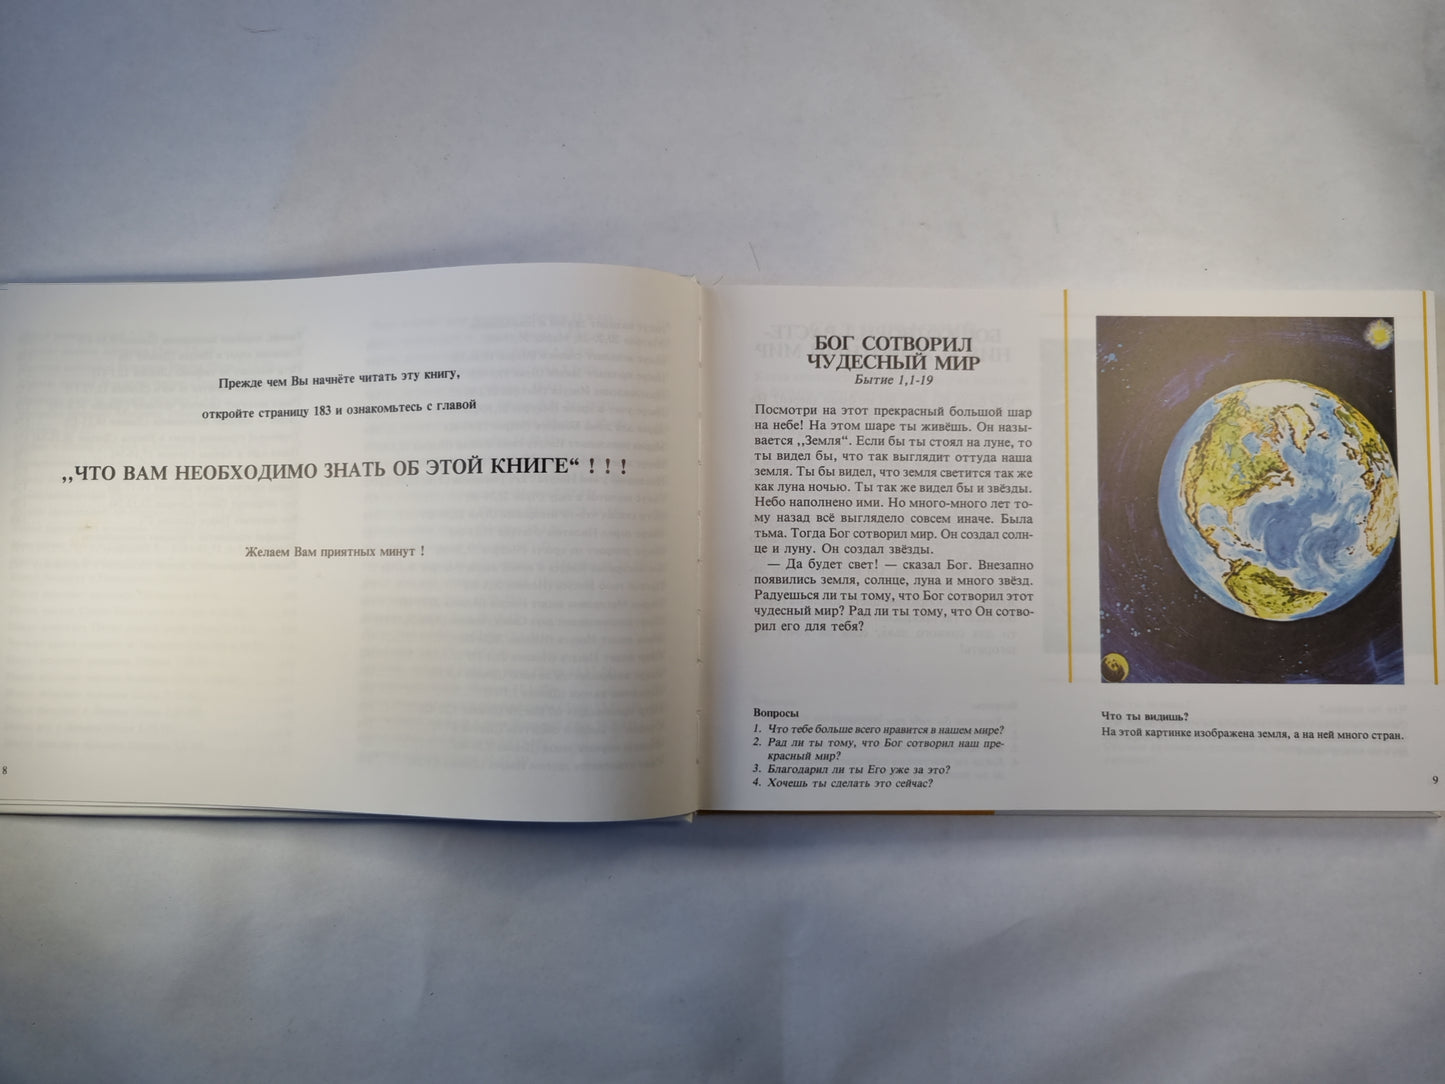 Прежде чем Вы начнёте читать эту книгу,
откройте страницу 183 и ознакомьтесь с главой
,,ЧТО ВАМ НЕОБХОДИМО ЗНАТЬ ОБ ЭТОЙ КНИГЕ“ ! ! !
Желаем Вам приятных минут !
8
БОГ СОТВОРИЛ
ЧУДЕСНЫЙ МИР
Бытие 1,1-19
Посмотри на этот прекрасный большой шар
на небе! На этом шаре ты живёшь. Он назы-
вается ,,Земля“. Если бы ты стоял на луне, то
ты видел бы, что так выглядит оттуда наша
земля. Ты бы видел, что земля светится так же
как луна ночью. Ты так же видел бы и звёзды.
Небо наполнено ими. Но много-много лет то-
му назад всё выглядело совсем иначе. Была
тьма. Тогда Бог сотворил мир. Он создал солн-
це и луну. Он создал звёзды.
— Да будет свет! — сказал Бог. Внезапно
появились земля, солнце, луна и много звёзд.
Радуешься ли ты тому, что Бог сотворил этот
чудесный мир? Рад ли ты тому, что Он сотво-
рил его для тебя?
Вопросы
1. Что тебе больше всего нравится в нашем мире?
2. Рад ли ты тому, что Бог сотворил наш пре-
красный мир?
3. Благодарил ли ты Его уже за это?
4. Хочешь ты сделать это сейчас?
Что ты видишь?
На этой картинке изображена земля, а на ней много стран.
9